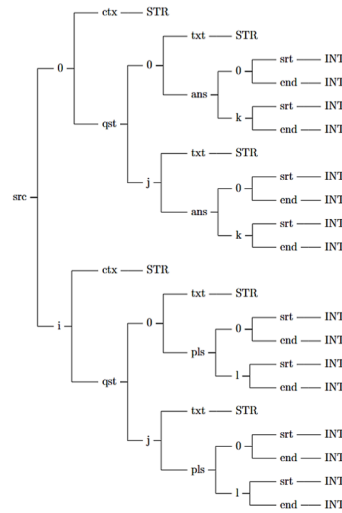 ctx STR
txt STR
0 srt INT
0 end INT
0 ans
k srt INT
end INT
qst
txt STR
j 0 srt INT
end INT
ans
k srt INT
end INT
src
ctx STR
txt STR
i 0 srt INT
0 end INT
pls
l srt INT
end INT
qst
txt STR
j 0 srt INT
end INT
pls
l srt INT
end INT